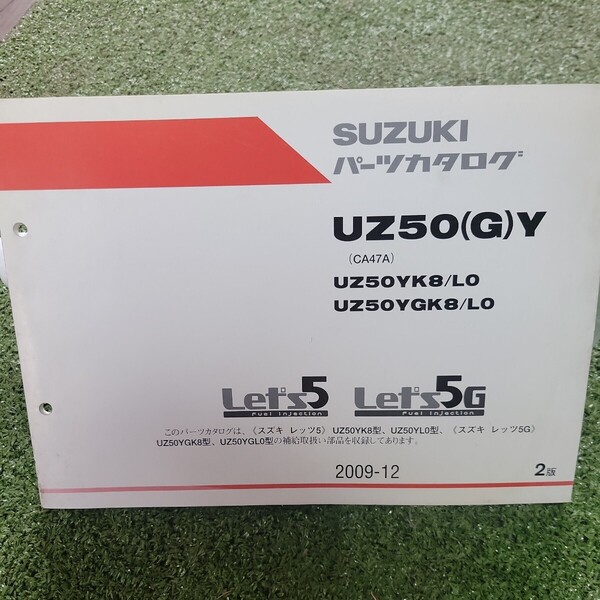 SUZUKI
パーツカタログ
UZ50(G)Y
(CA47A)
UZ50YK8/L0
UZ50YGK8/L0
Let's5 Let's5G
Fuel Injection Fuel Injection
このパーツカタログは、〈スズキ レッツ5〉 UZ50YK8型、UZ50YL0型、 〈スズキ レッツ5G〉
UZ50YGK8型、UZ50YGL0型の補給取扱い部品を収録してあります。
2009-12 2版